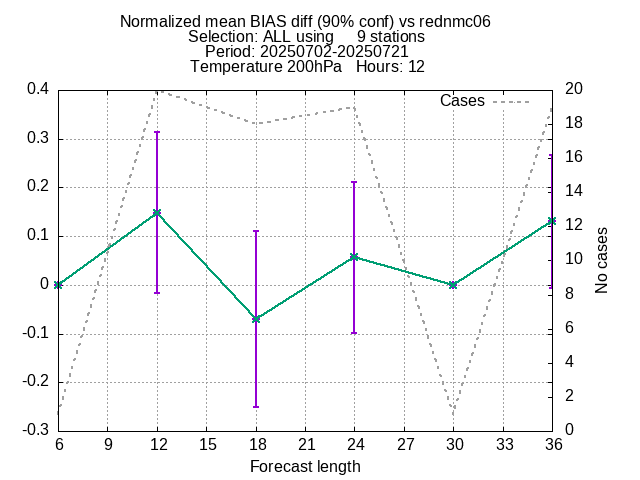 Normalized mean BIAS diff (90% conf) vs rednmc06
Selection: ALL using     9 stations
Period: 20250702-20250721
Temperature 200hPa   Hours: 12
Cases
0.4
0.3
0.2
0.1
0
-0.1
-0.2
-0.3
20
18
16
14
12
10
8
6
4
2
0
No cases
6 9 12 15 18 21 24 27 30 33 36
Forecast length